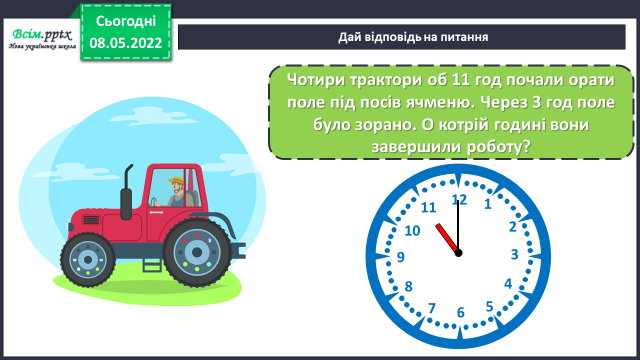 Всім.pptx
Нова українська школа
Сьогодні
08.05.2022
Дай відповідь на питання
Чотири трактори об 11 год почали орати
поле під посів ячменю. Через 3 год поле
було зорано. О котрій годині вони
завершили роботу?
12
1
2
3
4
5
6
7
8
9
10
11